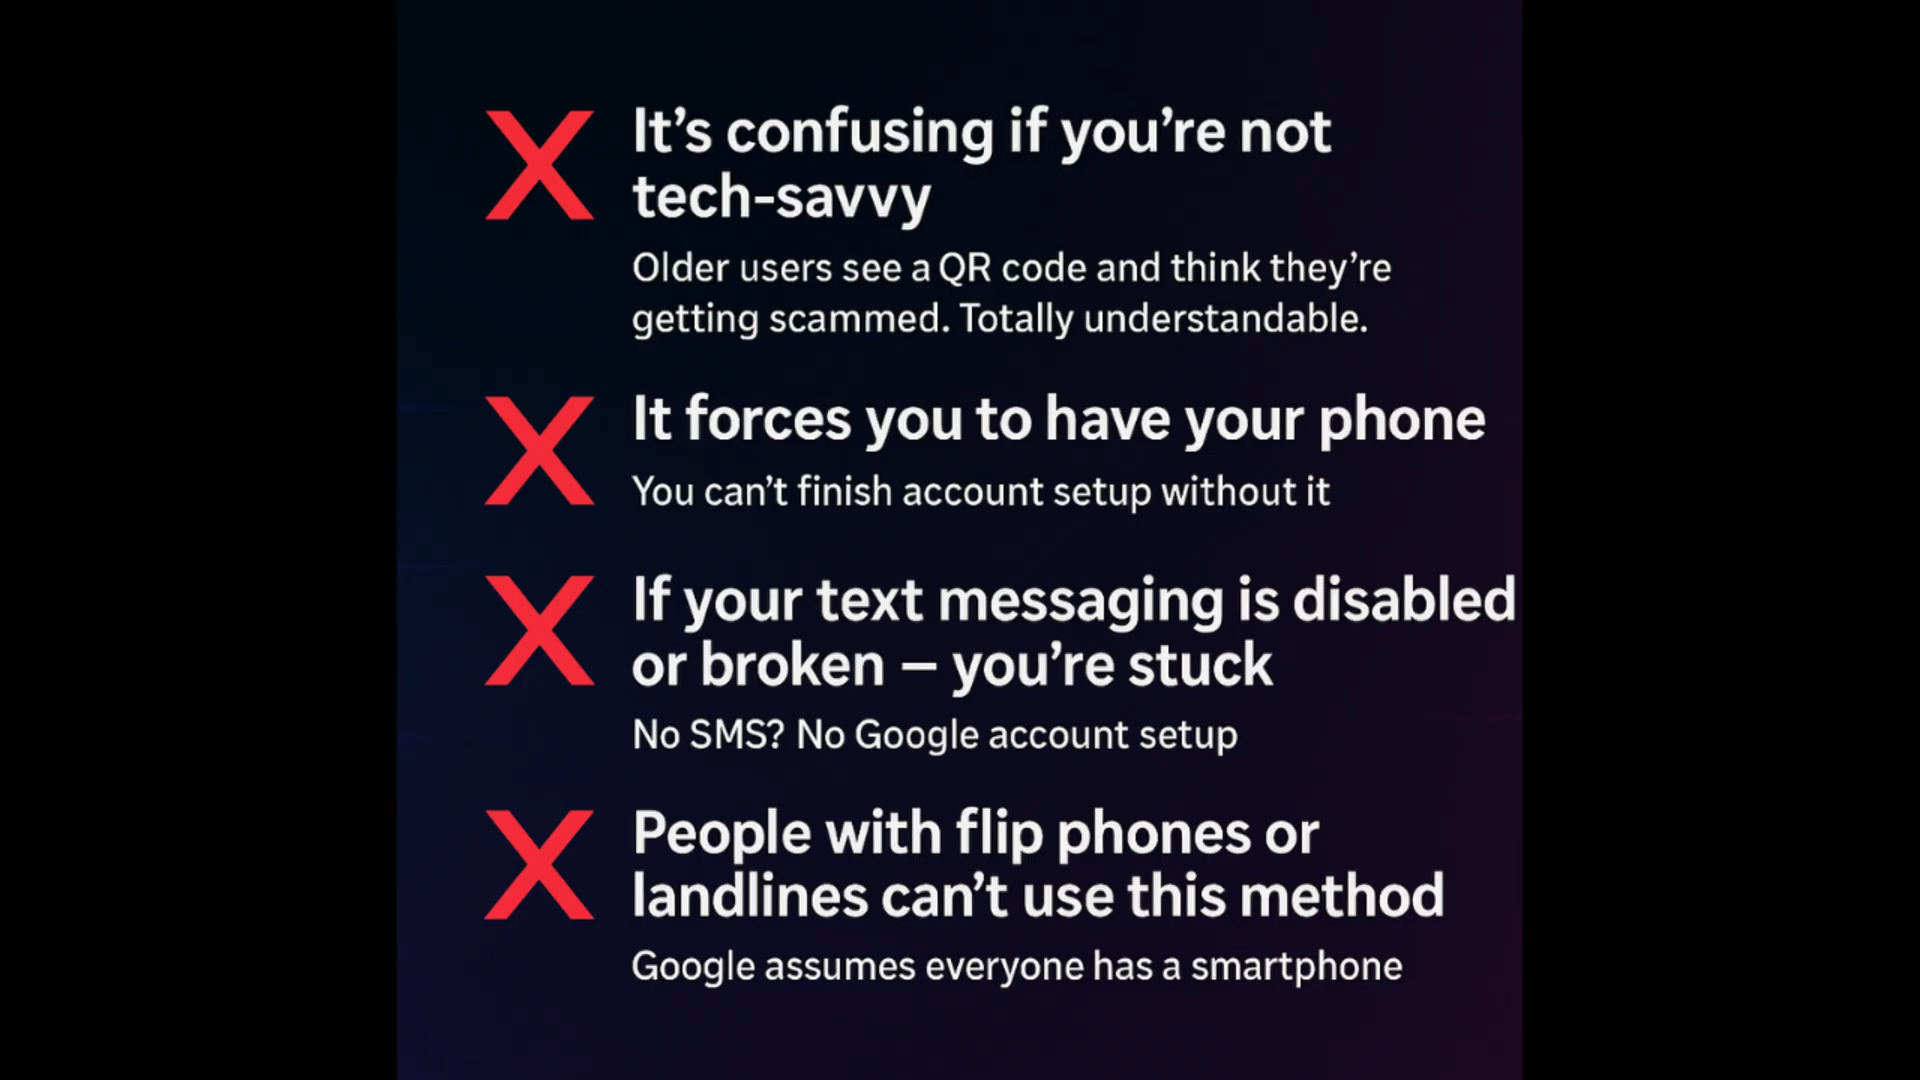 It’s confusing if you’re not
tech-savvy
Older users see a QR code and think they’re
getting scammed. Totally understandable.
It forces you to have your phone
You can’t finish account setup without it
If your text messaging is disabled
or broken – you’re stuck
No SMS? No Google account setup
People with flip phones or
landlines can’t use this method
Google assumes everyone has a smartphone